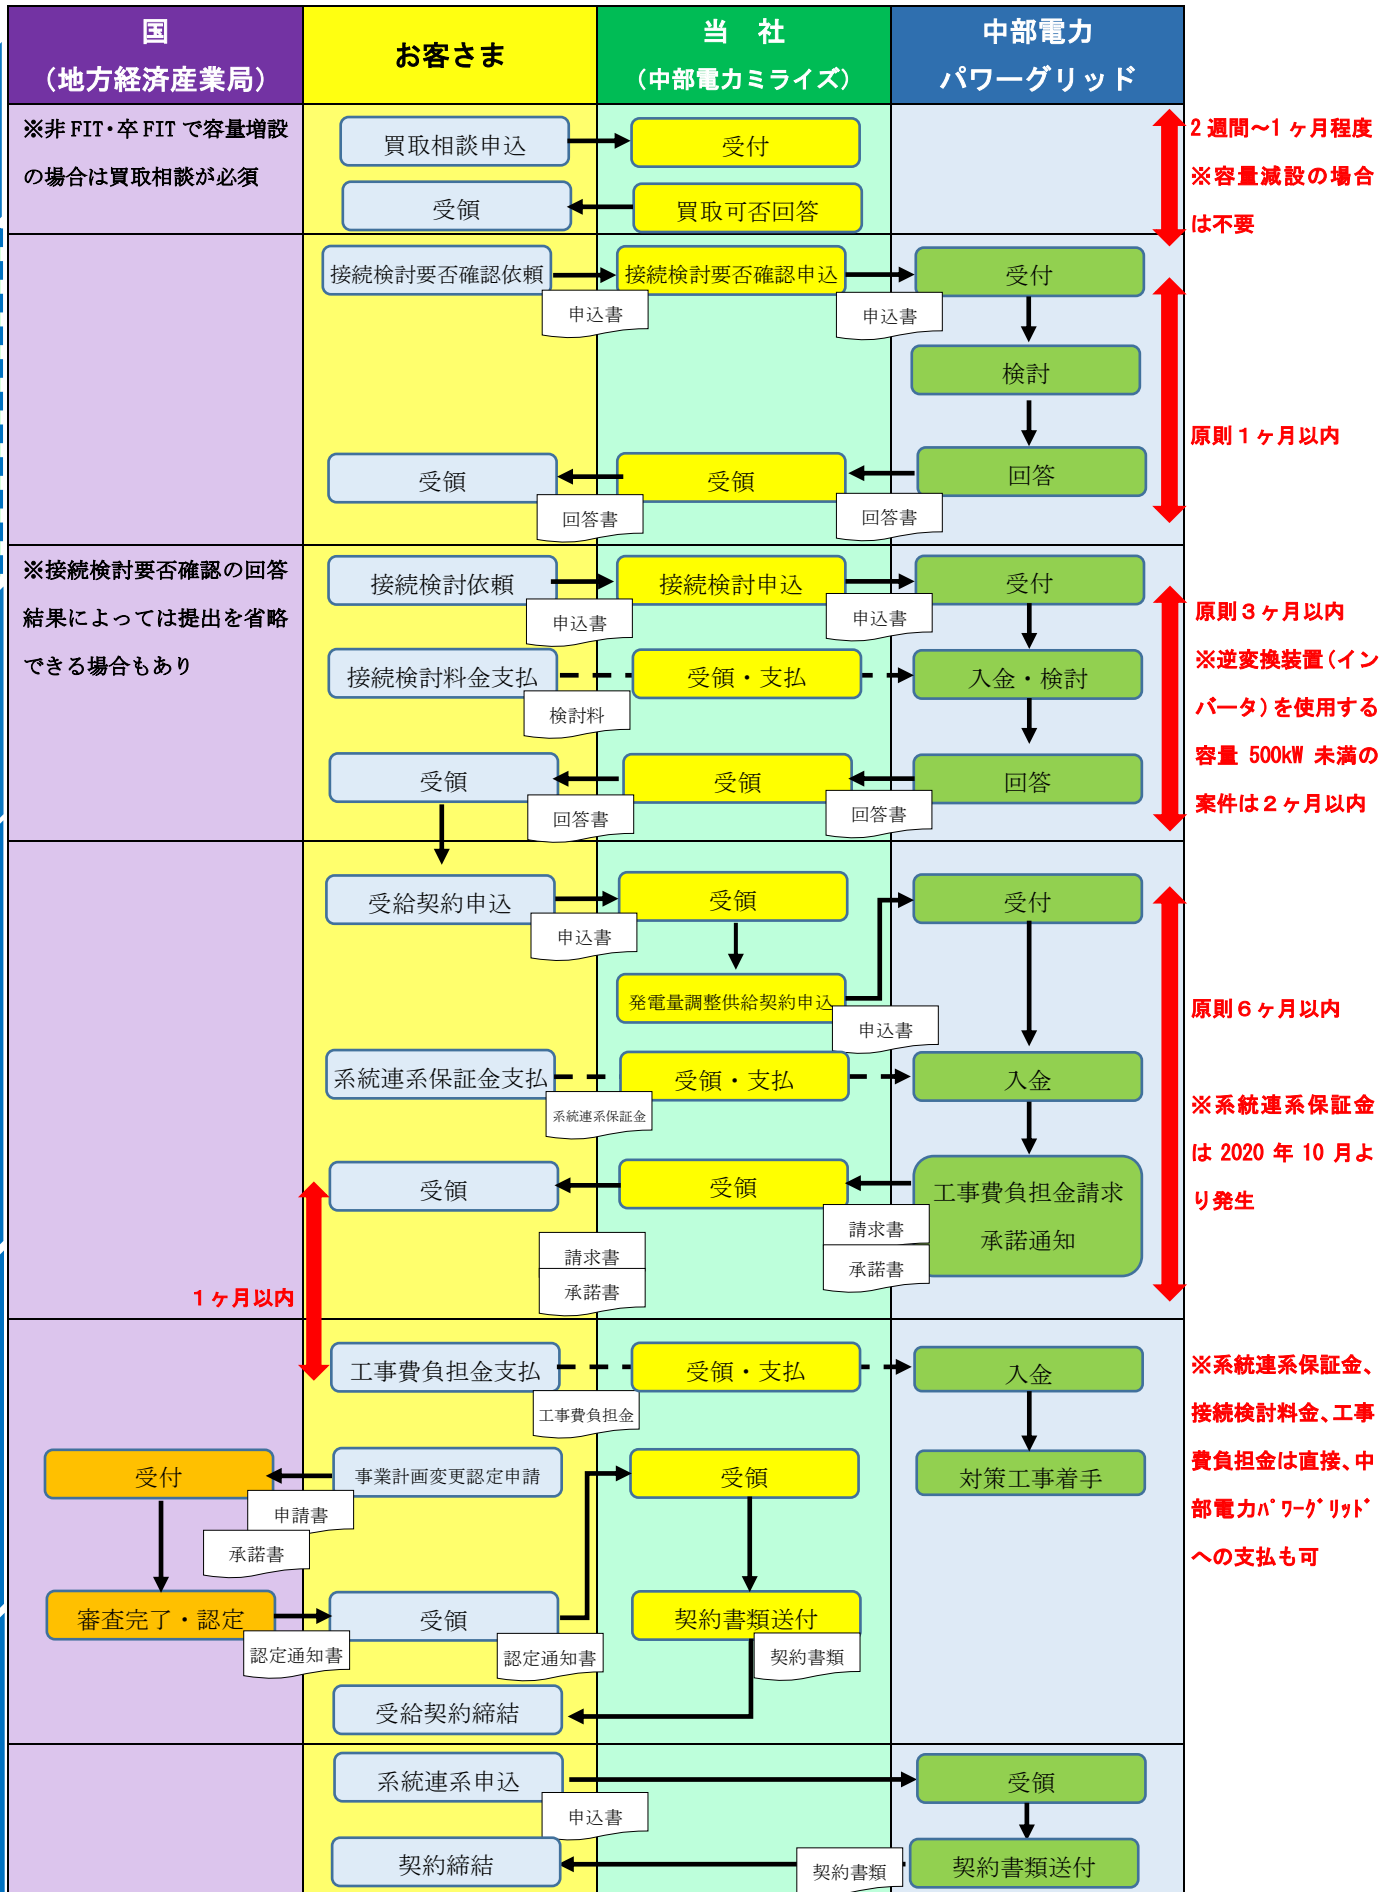 国
（地方経済産業局）
お客さま
当　社
（中部電力ミライズ）
中部電力
パワーグリッド
※非FIT・卒FITで容量増設
の場合は買取相談が必須
買取相談申込
受付
受領
買取可否回答
2週間～1ヶ月程度
※容量減設の場合
は不要
接続検討要否確認依頼
申込書
接続検討要否確認申込
申込書
受付
検討
回答
回答書
受領
回答書
受領
原則1ヶ月以内
※接続検討要否確認の回答
結果によっては提出を省略
できる場合もあり
接続検討依頼
申込書
接続検討申込
申込書
受付
接続検討料金支払
検討料
受領・支払
入金・検討
受領
回答書
受領
回答書
回答
原則3ヶ月以内
※逆変換装置（イン
バータ）を使用する
容量 500kW 未満の
案件は２ヶ月以内
受給契約申込
申込書
受領
受付
発電量調整供給契約申込
申込書
系統連系保証金支払
系統連系保証金
受領・支払
入金
受領
請求書
承諾書
受領
請求書
承諾書
工事費負担金請求
承諾通知
原則６ヶ月以内
※系統連系保証金
は 2020 年 10 月よ
り発生
1ヶ月以内
工事費負担金支払
工事費負担金
受領・支払
入金
対策工事着手
※系統連系保証金、
接続検討料金、工事
費負担金は直接、中
部電力ﾊﾟﾜｰｸﾞﾘｯﾄﾞ
への支払も可
受付
申請書
承諾書
事業計画変更認定申請
受領
審査完了・認定
認定通知書
受領
認定通知書
契約書類送付
契約書類
受給契約締結
系統連系申込
申込書
受領
契約締結
契約書類
契約書類送付